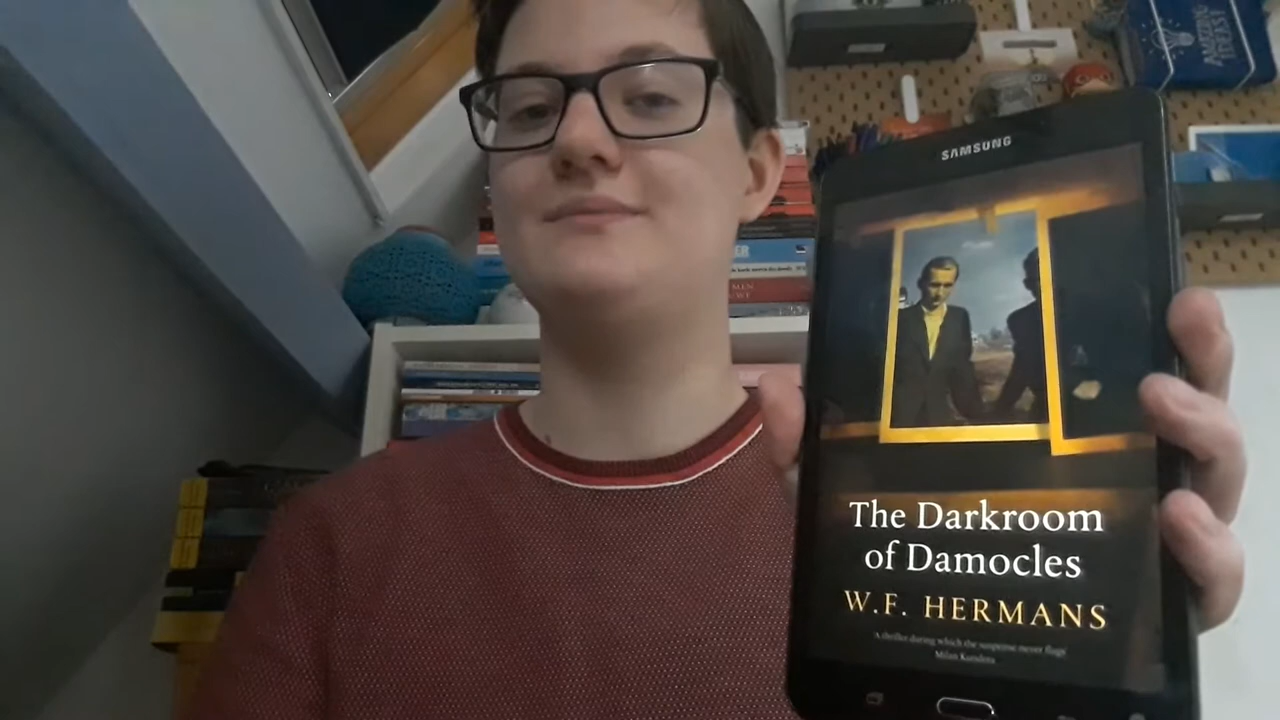 SAMSUNG
The Darkroom
of Damocles
W.F. HERMANS
'A thriller during which the suspense never flags'
Milan Kundera